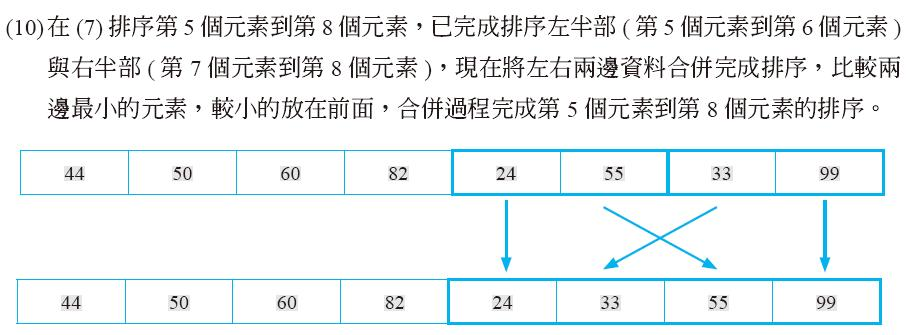 (10)在 (7) 排序第 5 個元素到第 8 個元素，已完成排序左半部 ( 第 5 個元素到第 6 個元素 )
與右半部 ( 第 7 個元素到第 8 個元素 )，現在將左右兩邊資料合併完成排序，比較兩
邊最小的元素，較小的放在前面，合併過程完成第 5 個元素到第 8 個元素的排序。
44 50 60 82 24 55 33 99
44 50 60 82 24 33 55 99